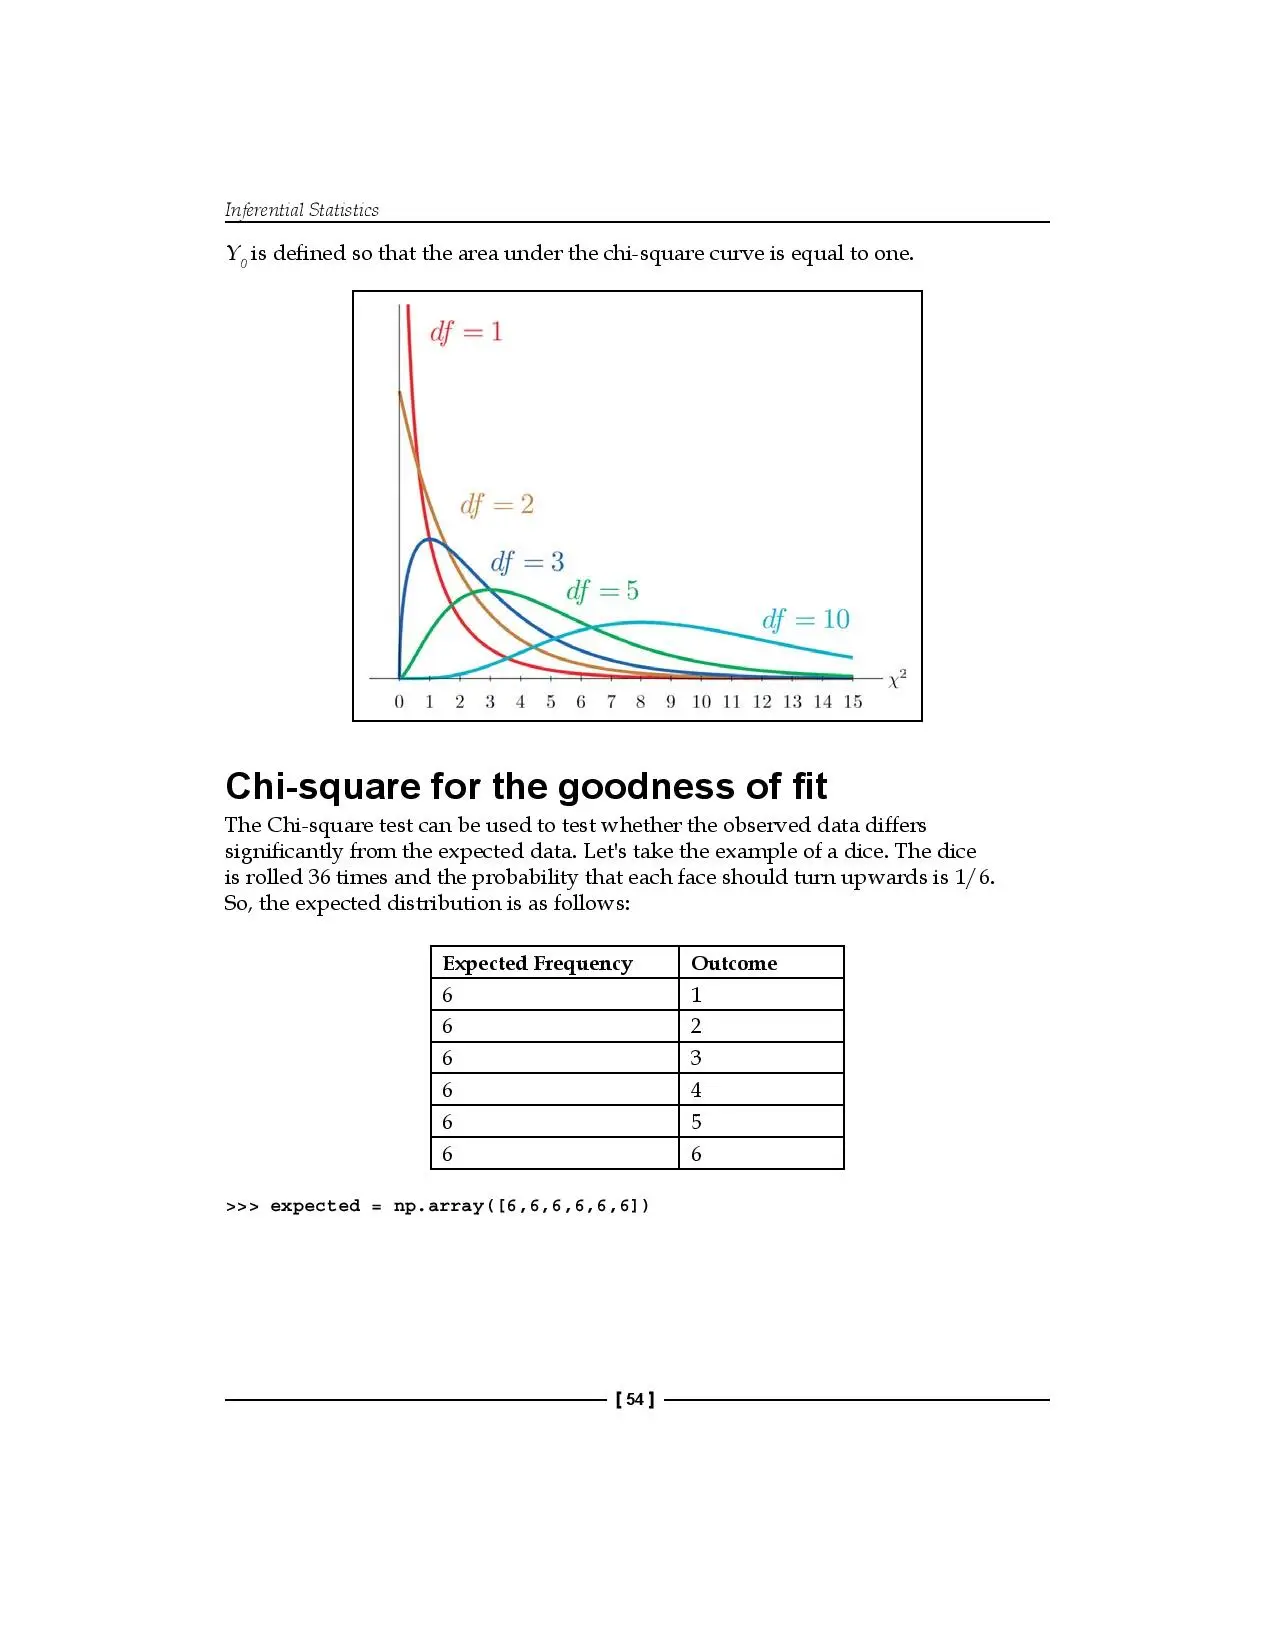 Inferential Statistics
Y0 is defined so that the area under the chi-square curve is equal to one.
df = 1
df = 2
df = 3
df = 5
df = 10
χ²
0 1 2 3 4 5 6 7 8 9 10 11 12 13 14 15
Chi-square for the goodness of fit
The Chi-square test can be used to test whether the observed data differs
significantly from the expected data. Let's take the example of a dice. The dice
is rolled 36 times and the probability that each face should turn upwards is 1/6.
So, the expected distribution is as follows:
Expected Frequency Outcome
6 1
6 2
6 3
6 4
6 5
6 6
>>> expected = np.array([6,6,6,6,6,6])
[ 54 ]